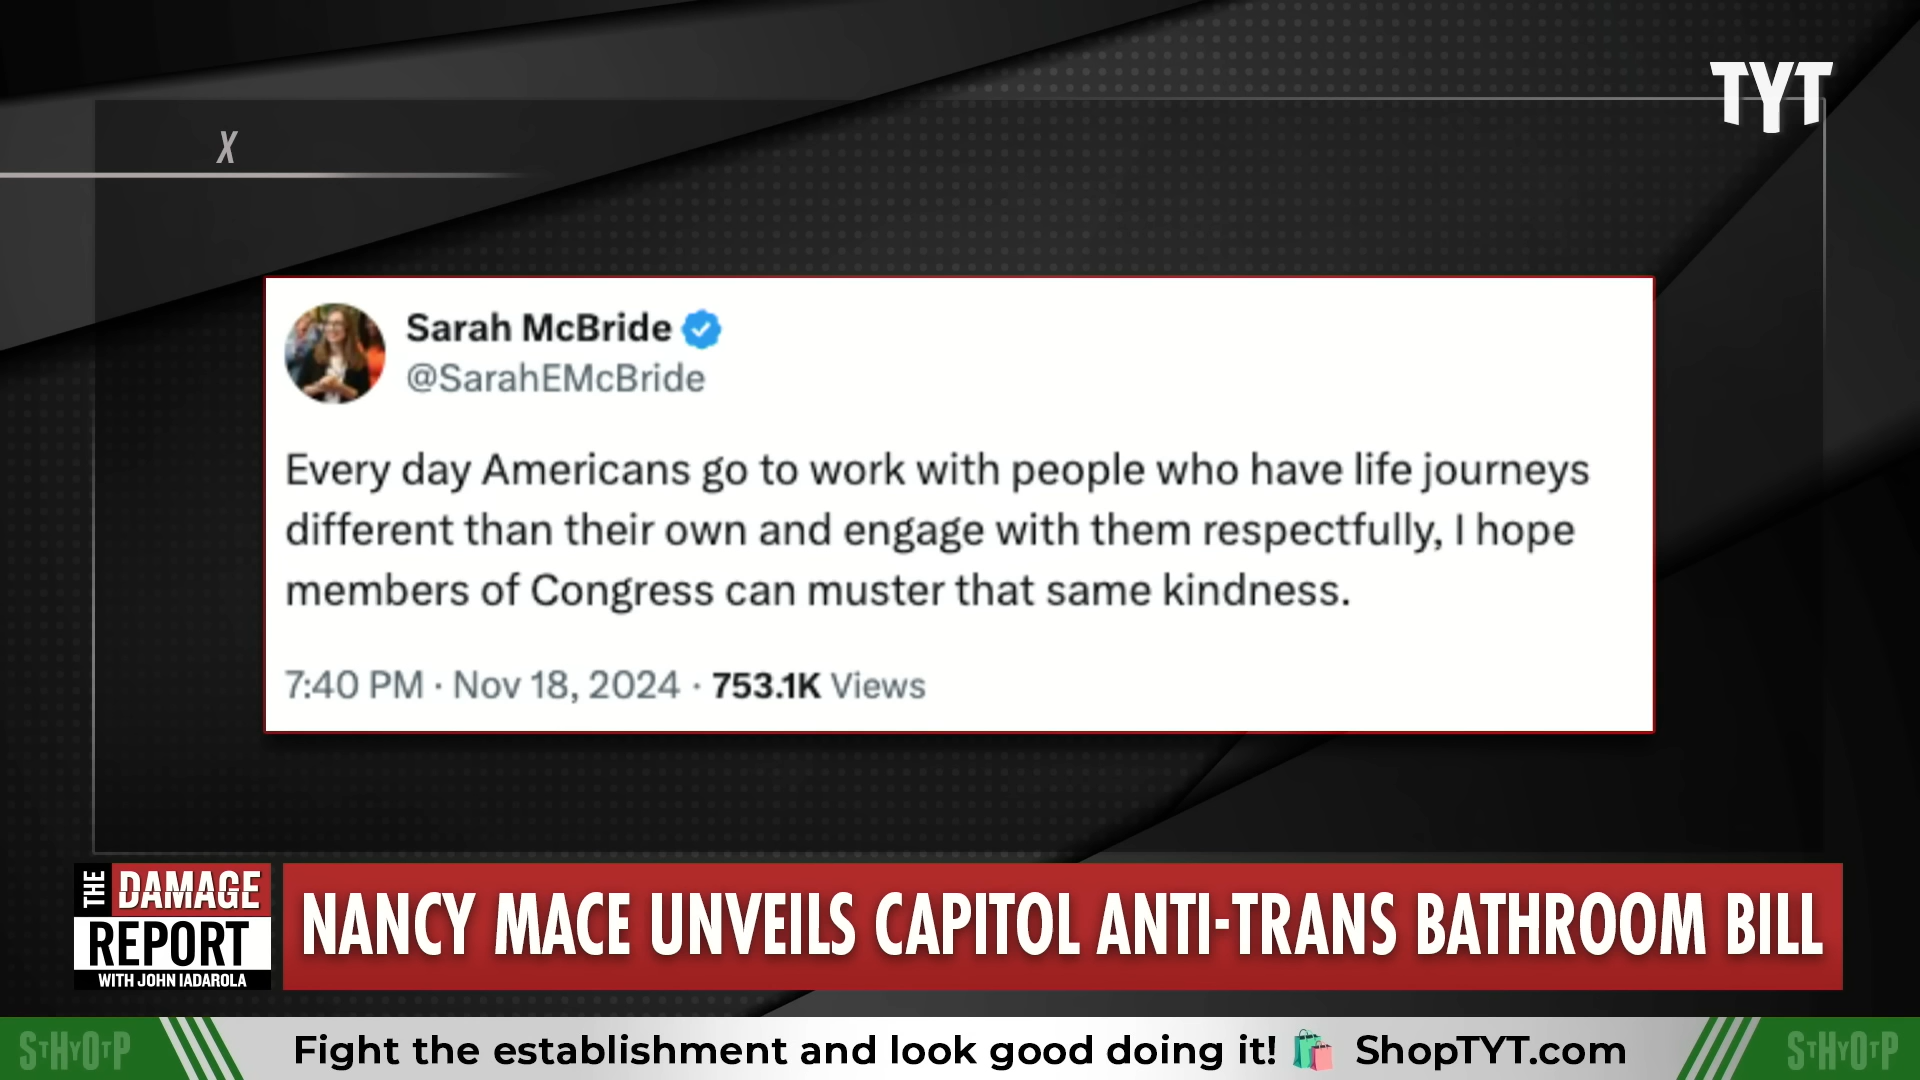 TYT
X
Sarah McBride
@SarahEMcBride
Every day Americans go to work with people who have life journeys
different than their own and engage with them respectfully, I hope
members of Congress can muster that same kindness.
7:40 PM · Nov 18, 2024 · 753.1K Views
THE DAMAGE
REPORT
WITH JOHN IADAROLA
NANCY MACE UNVEILS CAPITOL ANTI-TRANS BATHROOM BILL
Fight the establishment and look good doing it! 🛍️ ShopTYT.com